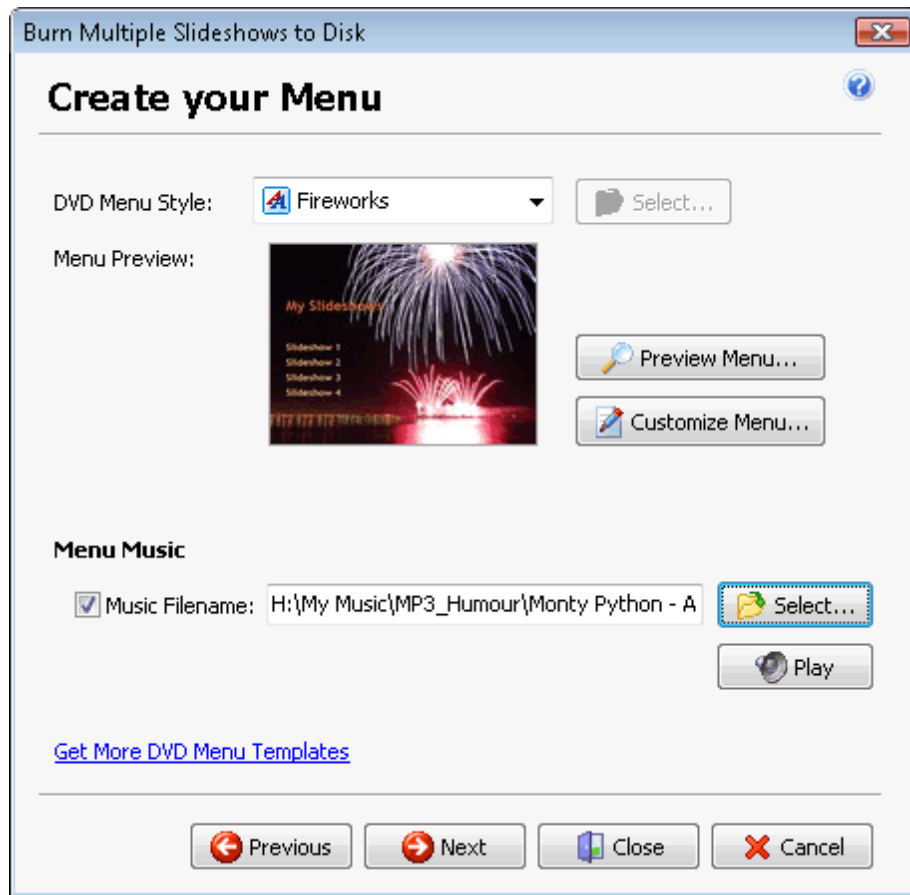 Burn Multiple Slideshows to Disk
Create your Menu
DVD Menu Style:
Fireworks
Select...
Menu Preview:
My Slideshows
Slideshow 1
Slideshow 2
Slideshow 3
Slideshow 4
Preview Menu...
Customize Menu...
Menu Music
Music Filename:
H:\My Music\MP3_Humour\Monty Python - A
Select...
Play
Get More DVD Menu Templates
Previous
Next
Close
Cancel